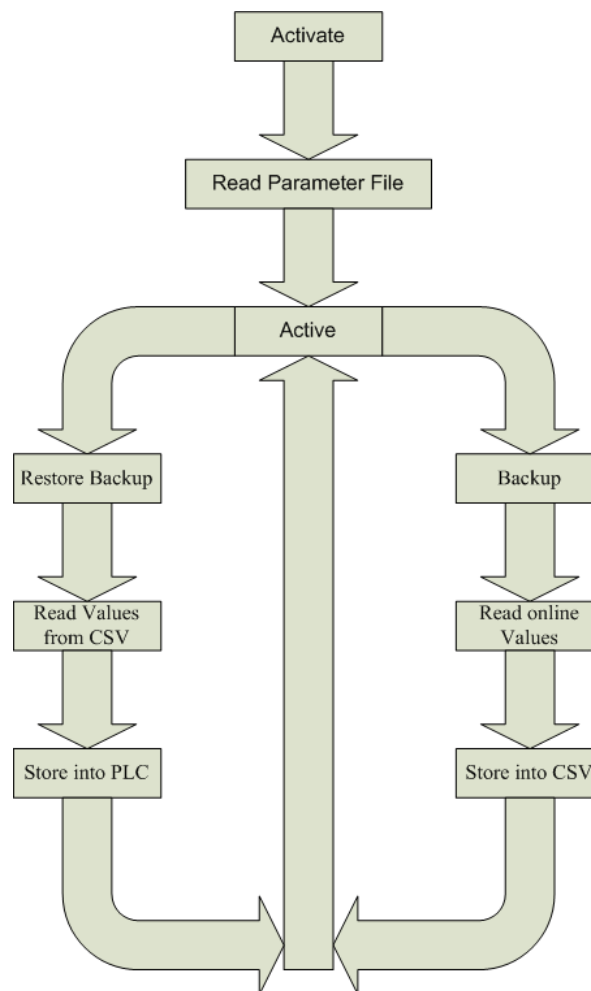 Activate
Read Parameter File
Active
Restore Backup
Backup
Read Values
from CSV
Read online
Values
Store into PLC
Store into CSV